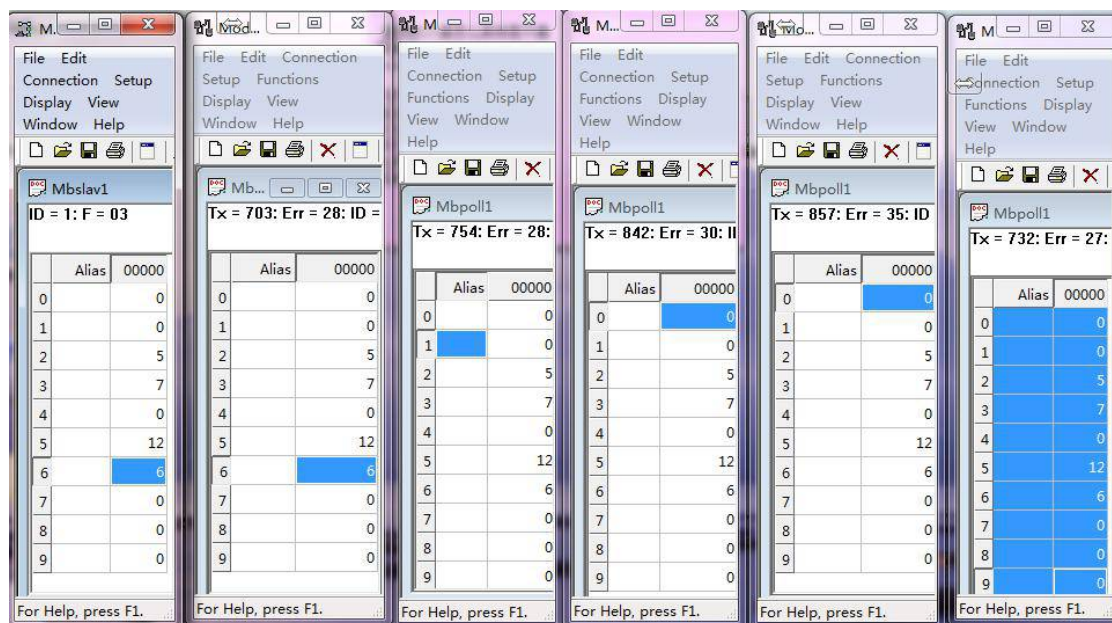 M.
File Edit
Connection Setup
Display View
Window Help
Mbslav1
ID = 1: F = 03
Alias 00000
0 0
1 0
2 5
3 7
4 0
5 12
6 6
7 0
8 0
9 0
For Help, press F1.
Mod...
File Edit Connection
Setup Functions
Display View
Window Help
Mb...
Tx = 703: Err = 28: ID =
Alias 00000
0 0
1 0
2 5
3 7
4 0
5 12
6 6
7 0
8 0
9 0
For Help, press F1.
M...
File Edit
Connection Setup
Functions Display
View Window
Help
Mbpoll1
Tx = 754: Err = 28:
Alias 00000
0 0
1 0
2 5
3 7
4 0
5 12
6 6
7 0
8 0
9 0
For Help, press F1.
M...
File Edit
Connection Setup
Functions Display
View Window
Help
Mbpoll1
Tx = 842: Err = 30:
Alias 00000
0 0
1 0
2 5
3 7
4 0
5 12
6 6
7 0
8 0
9 0
For Help, press F1.
Mo...
File Edit Connection
Setup Functions
Display View
Window Help
Mbpoll1
Tx = 857: Err = 35: ID
Alias 00000
0 0
1 0
2 5
3 7
4 0
5 12
6 6
7 0
8 0
9 0
For Help, press F1.
M
File Edit
Connection Setup
Functions Display
View Window
Help
Mbpoll1
Tx = 732: Err = 27:
Alias 00000
0 0
1 0
2 5
3 7
4 0
5 12
6 6
7 0
8 0
9 0
For Help, press F1.